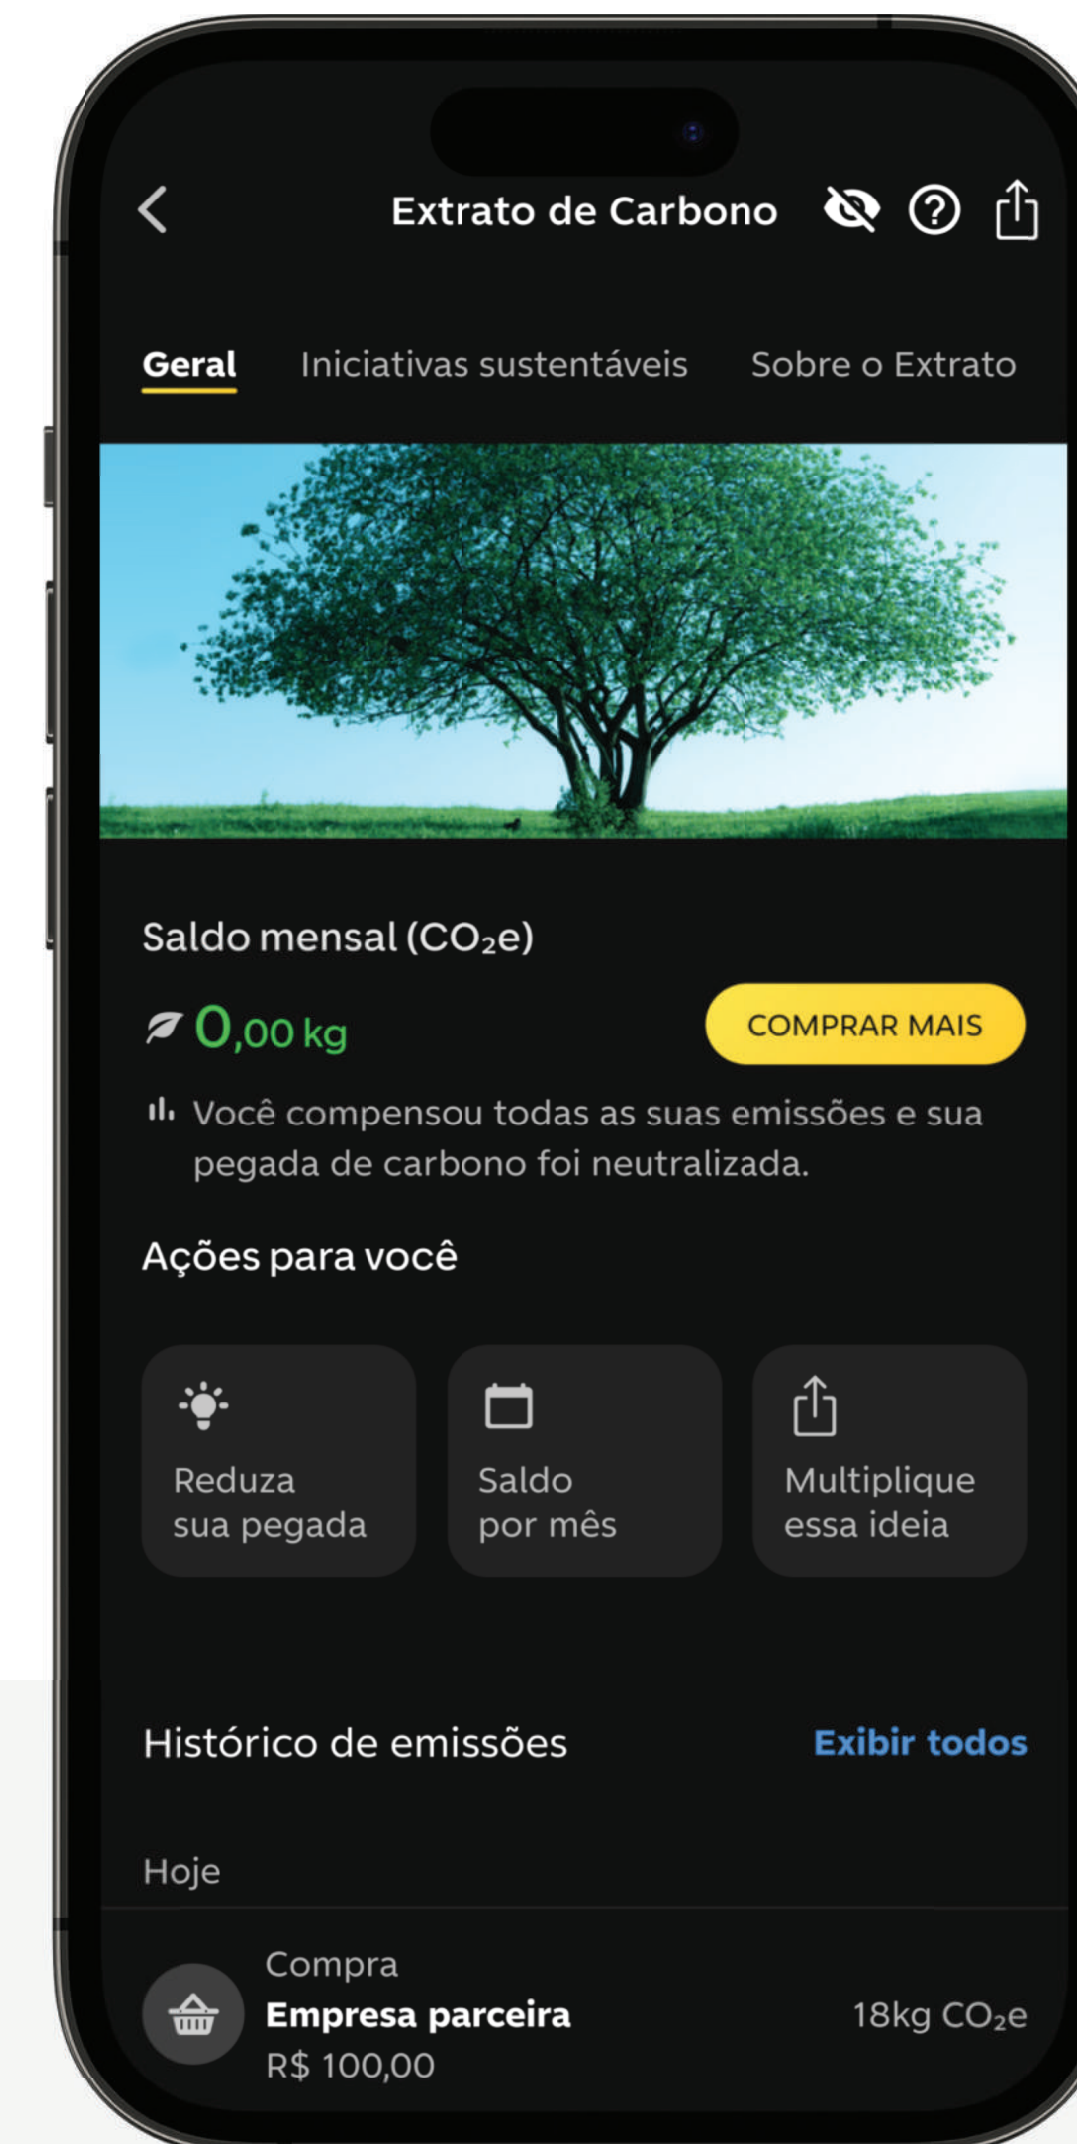 Extrato de Carbono
Geral Iniciativas sustentáveis Sobre o Extrato
Saldo mensal (CO₂e)
0,00 kg
COMPRAR MAIS
Você compensou todas as suas emissões e sua
pegada de carbono foi neutralizada.
Ações para você
Reduza
sua pegada
Saldo
por mês
Multiplique
essa ideia
Histórico de emissões
Exibir todos
Hoje
Compra
Empresa parceira
18kg CO₂e
R$ 100,00